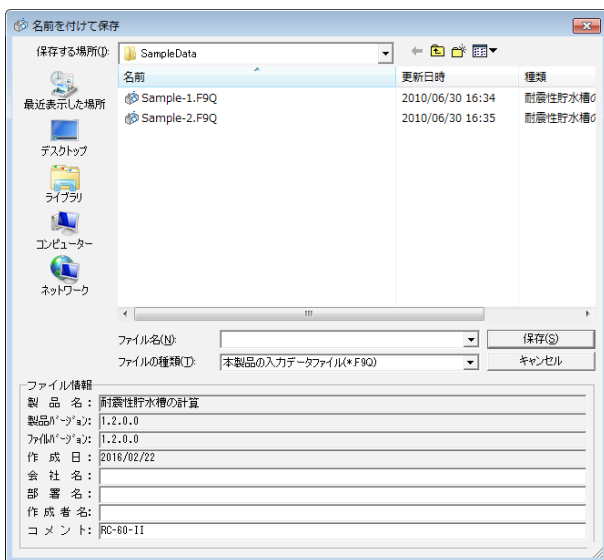 名前を付けて保存
保存する場所(I): SampleData
最近表示した場所
デスクトップ
ライブラリ
コンピューター
ネットワーク
名前 更新日時 種類
Sample-1.F9Q 2010/06/30 16:34 耐震性貯水槽の
Sample-2.F9Q 2010/06/30 16:35 耐震性貯水槽の
ファイル名(N): 保存(S)
ファイルの種類(T): 本製品の入力データファイル(*.F9Q) キャンセル
ファイル情報
製 品 名: 耐震性貯水槽の計算
製品ﾊﾞｰｼﾞｮﾝ: 1.2.0.0
ﾌｧｲﾙﾊﾞｰｼﾞｮﾝ: 1.2.0.0
作 成 日: 2016/02/22
会 社 名:
部 署 名:
作成者名:
コメント: RC-60-II